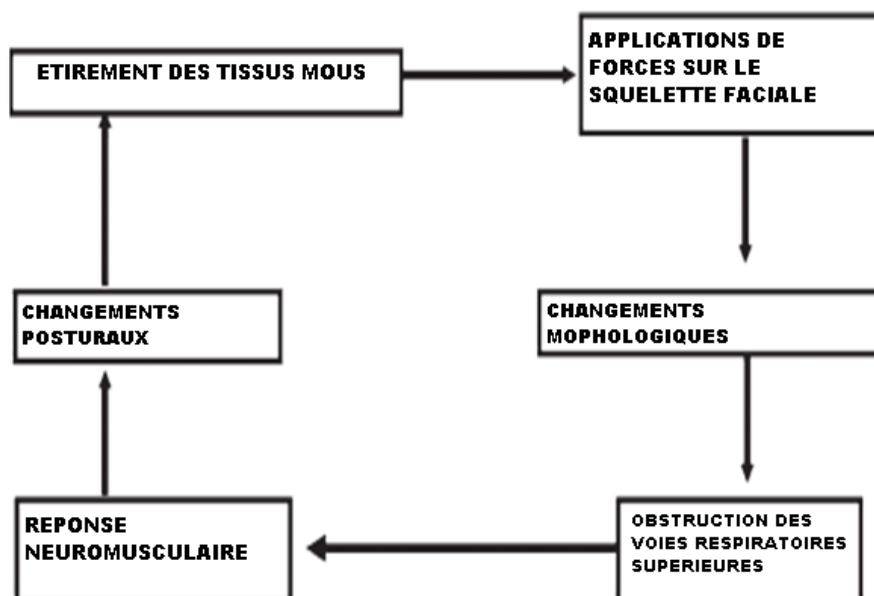 ETIREMENT DES TISSUS MOUS
APPLICATIONS DE
FORCES SUR LE
SQUELETTE FACIALE
CHANGEMENTS
POSTURAUX
CHANGEMENTS
MOPHOLOGIQUES
REPONSE
NEUROMUSCULAIRE
OBSTRUCTION DES
VOIES RESPIRATOIRES
SUPERIEURES